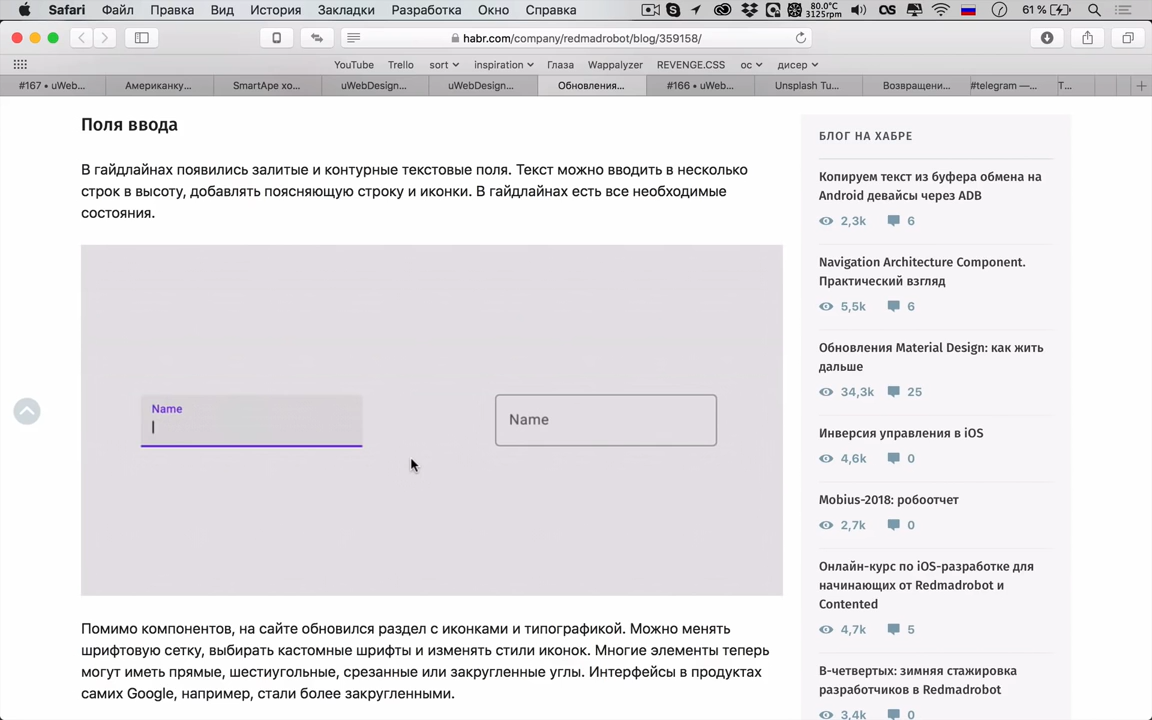 Safari Файл Правка Вид История Закладки Разработка Окно Справка 80.0°C 3125rpm 61 %
habr.com/company/redmadrobot/blog/359158/
YouTube Trello sort inspiration Глаза Wappalyzer REVENGE.CSS ос дисер
#167 • uWeb... Американку... SmartApe хо... uWebDesign... uWebDesign... Обновления... #166 • uWeb... Unsplash Tu... Возвращени... #telegram —... Т...
Поля ввода
В гайдлайнах появились залитые и контурные текстовые поля. Текст можно вводить в несколько
строк в высоту, добавлять поясняющую строку и иконки. В гайдлайнах есть все необходимые
состояния.
Name
Name
Помимо компонентов, на сайте обновился раздел с иконками и типографикой. Можно менять
шрифтовую сетку, выбирать кастомные шрифты и изменять стили иконок. Многие элементы теперь
могут иметь прямые, шестиугольные, срезанные или закругленные углы. Интерфейсы в продуктах
самих Google, например, стали более закругленными.
БЛОГ НА ХАБРЕ
Копируем текст из буфера обмена на
Android девайсы через ADB
2,3k 6
Navigation Architecture Component.
Практический взгляд
5,5k 6
Обновления Material Design: как жить
дальше
34,3k 25
Инверсия управления в iOS
4,6k 0
Mobius-2018: робоотчет
2,7k 0
Онлайн-курс по iOS-разработке для
начинающих от Redmadrobot и
Contented
4,7k 5
В-четвертых: зимняя стажировка
разработчиков в Redmadrobot
3,4k 0